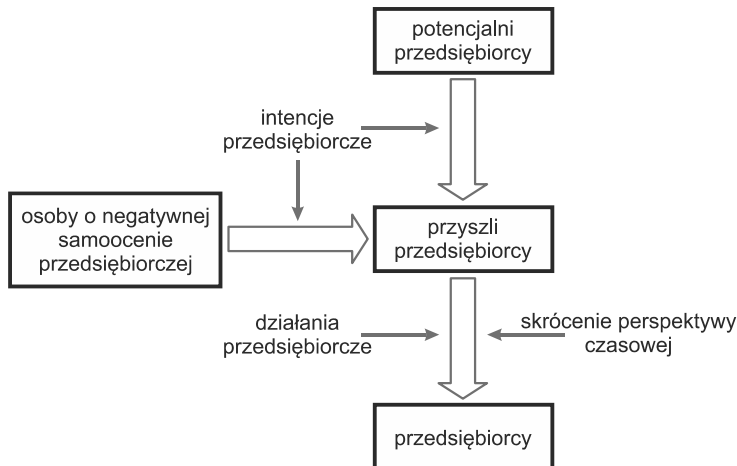 potencjalni
przedsiębiorcy
intencje
przedsiębiorcze
osoby o negatywnej
samoocenie
przedsiębiorczej
przyszli
przedsiębiorcy
działania
przedsiębiorcze
skrócenie perspektywy
czasowej
przedsiębiorcy